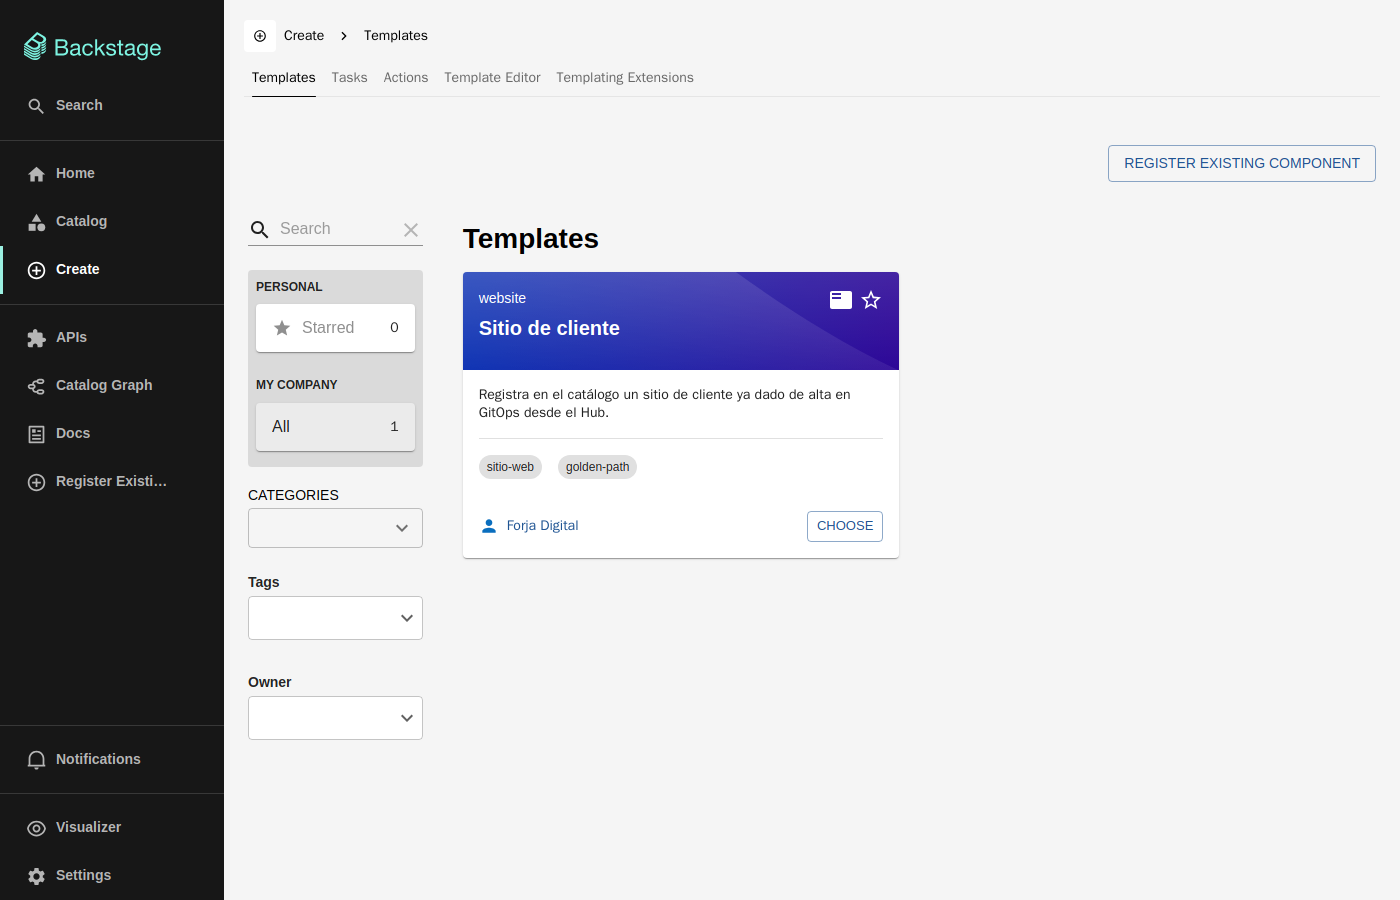 Backstage
Search
Home
Catalog
Create
APIs
Catalog Graph
Docs
Register Existi...
Notifications
Visualizer
Settings
Create > Templates
Templates Tasks Actions Template Editor Templating Extensions
REGISTER EXISTING COMPONENT
Search
PERSONAL
Starred 0
MY COMPANY
All 1
CATEGORIES
Tags
Owner
Templates
website
Sitio de cliente
Registra en el catálogo un sitio de cliente ya dado de alta en
GitOps desde el Hub.
sitio-web golden-path
Forja Digital CHOOSE